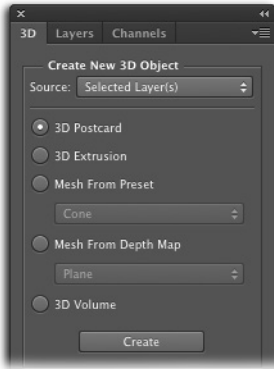 3D Layers Channels
Create New 3D Object
Source: Selected Layer(s)
3D Postcard
3D Extrusion
Mesh From Preset
Cone
Mesh From Depth Map
Plane
3D Volume
Create